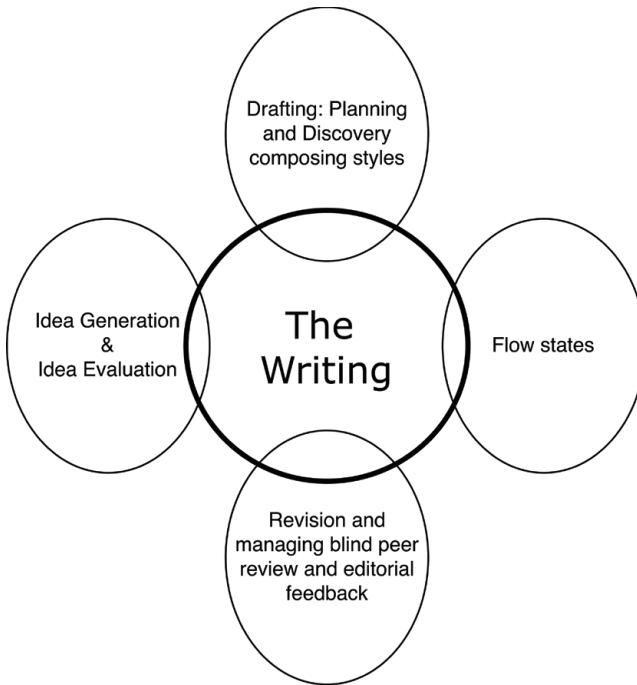 Drafting: Planning
and Discovery
composing styles
Idea Generation
&
Idea Evaluation
The
Writing
Flow states
Revision and
managing blind peer
review and editorial
feedback